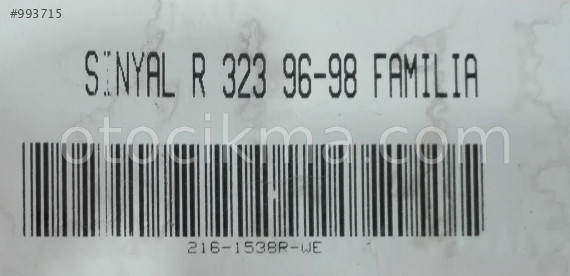 #993715
SİNYAL R 323 96-98 FAMILIA
otocikma.com
216-1538R-WE